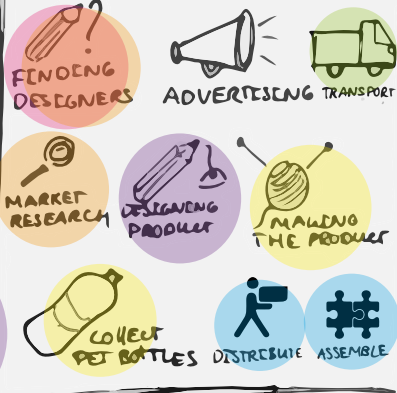 ?
FINDING
DESIGNERS
ADVERTISING
TRANSPORT
MARKET
RESEARCH
DESIGNING
PRODUCT
MAKING
THE PRODUCT
COLLECT
PET BOTTLES
DISTRIBUTE
ASSEMBLE